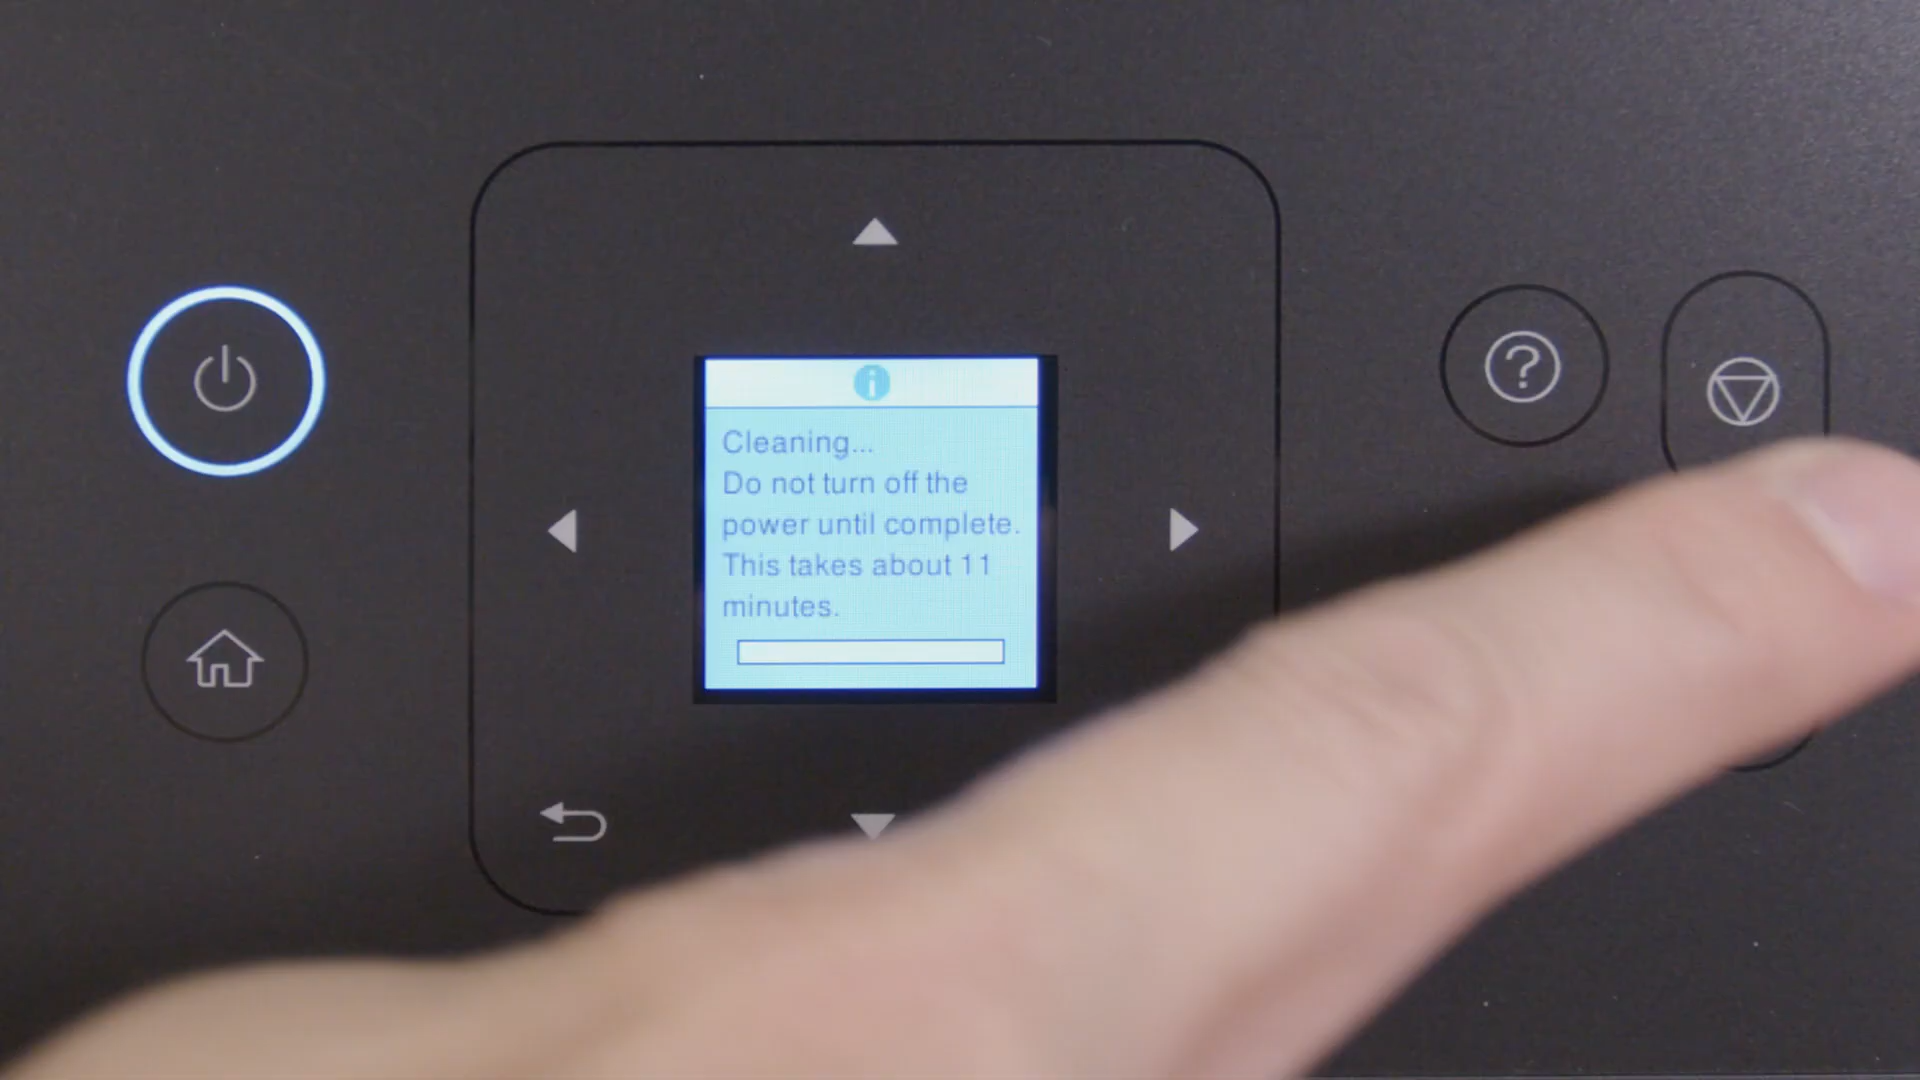 Cleaning...
Do not turn off the
power until complete.
This takes about 11
minutes.